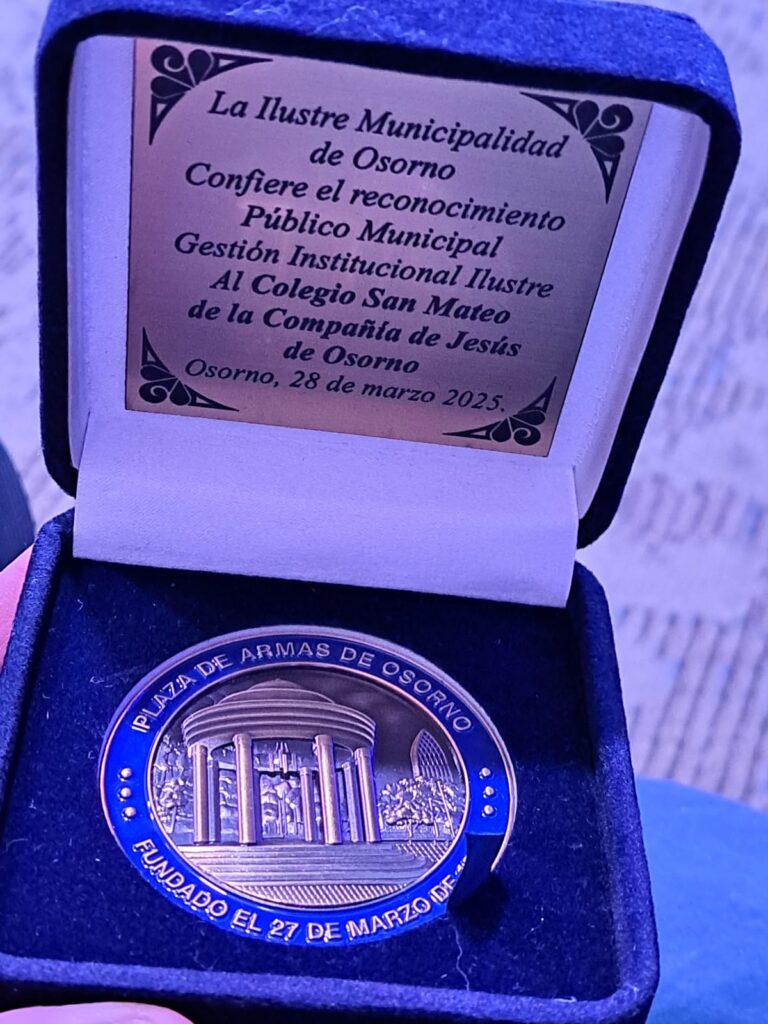 La Ilustre Municipalidad
de Osorno
Confiere el reconocimiento
Público Municipal
Gestión Institucional Ilustre
Al Colegio San Mateo
de la Compañía de Jesús
de Osorno
Osorno, 28 de marzo 2025.
PLAZA DE ARMAS DE OSORNO
FUNDADO EL 27 DE MARZO DE